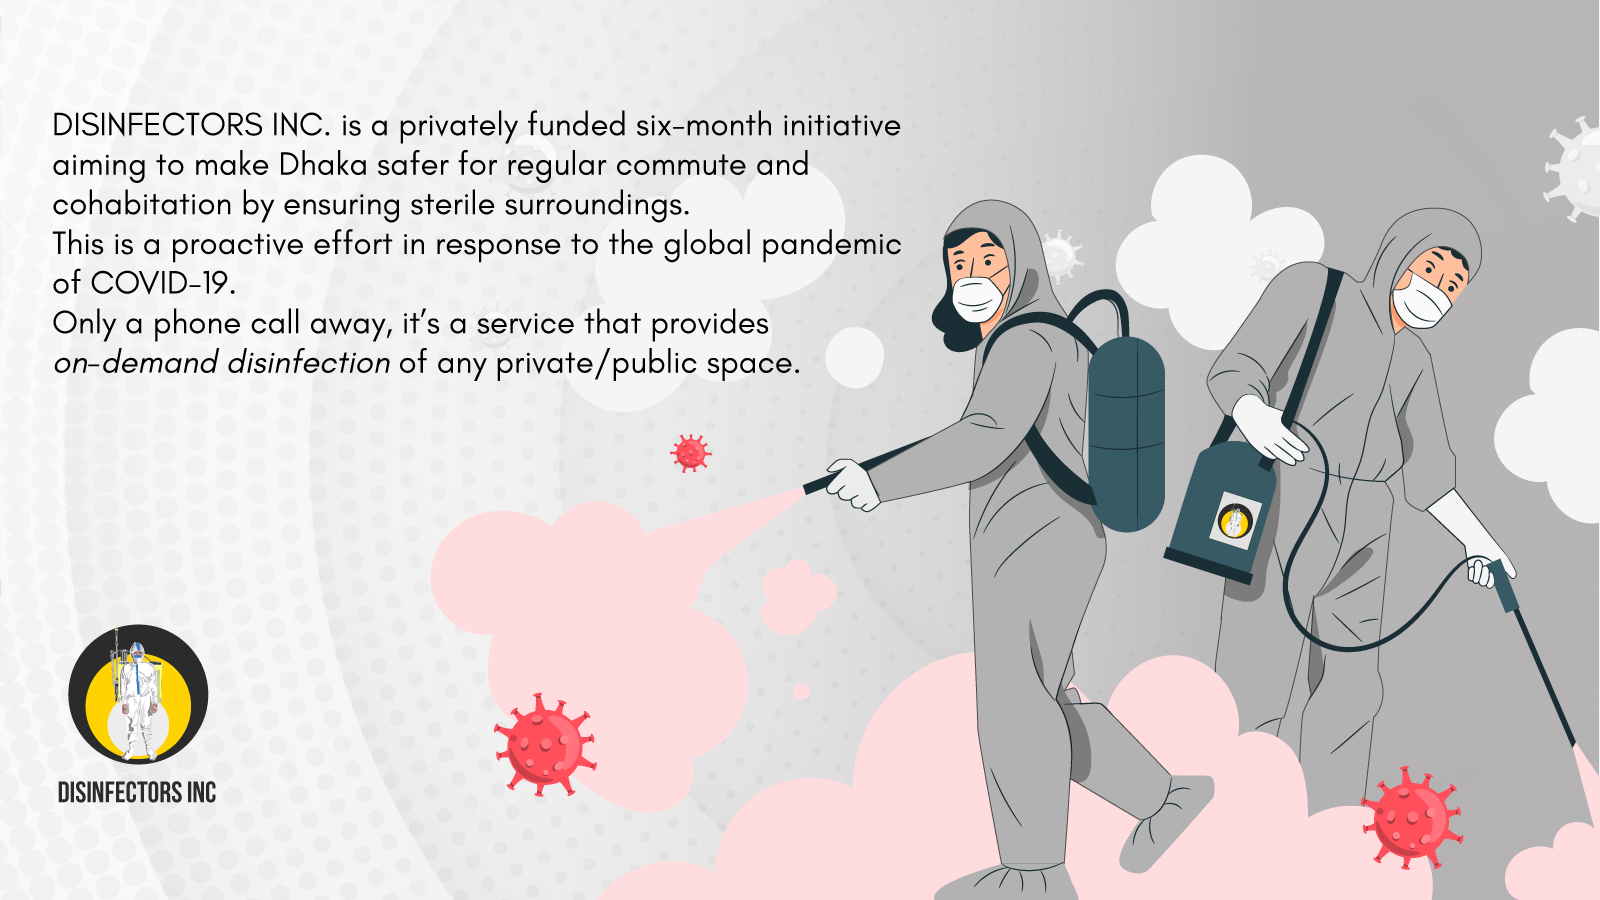 DISINFECTORS INC. is a privately funded six-month initiative
aiming to make Dhaka safer for regular commute and
cohabitation by ensuring sterile surroundings.
This is a proactive effort in response to the global pandemic
of COVID-19.
Only a phone call away, it’s a service that provides
on-demand disinfection of any private/public space.
DISINFECTORS INC